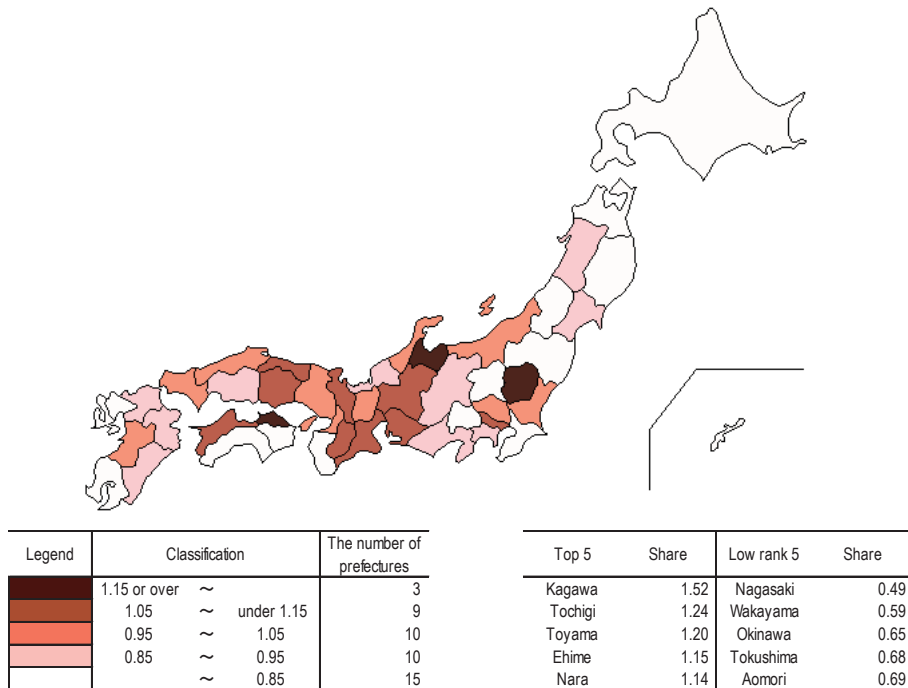 Legend Classification The number of prefectures
1.15 or over ~ 3
1.05 ~ under 1.15 9
0.95 ~ 1.05 10
0.85 ~ 0.95 10
~ 0.85 15
Top 5 Share Low rank 5 Share
Kagawa 1.52 Nagasaki 0.49
Tochigi 1.24 Wakayama 0.59
Toyama 1.20 Okinawa 0.65
Ehime 1.15 Tokushima 0.68
Nara 1.14 Aomori 0.69